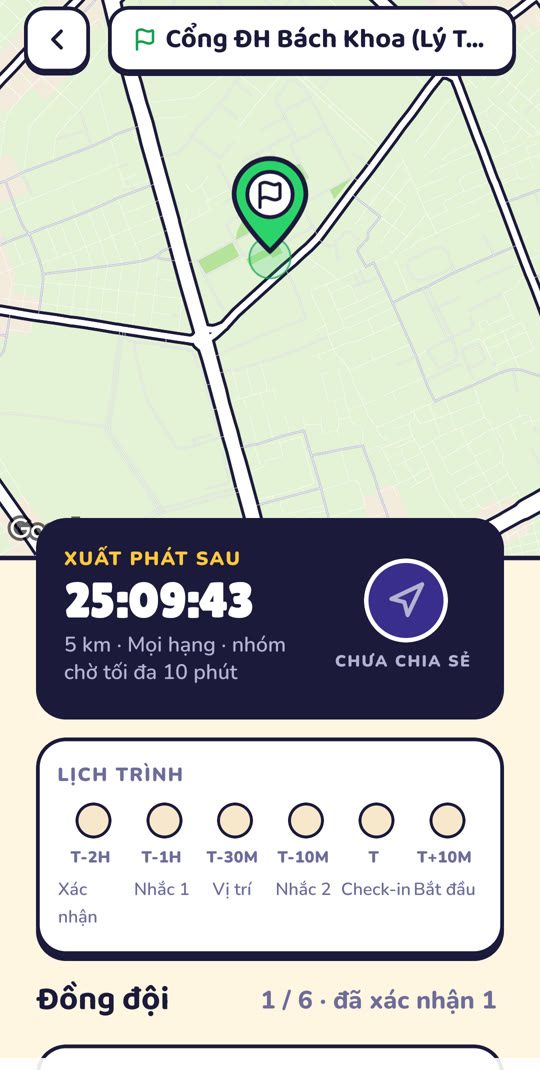 Cổng ĐH Bách Khoa (Lý T...
XUẤT PHÁT SAU
25:09:43
5 km · Mọi hạng · nhóm
chờ tối đa 10 phút
CHƯA CHIA SẺ
LỊCH TRÌNH
T-2H T-1H T-30M T-10M T T+10M
Xác Nhắc 1 Vị trí Nhắc 2 Check-in Bắt đầu
nhận
Đồng đội 1 / 6 · đã xác nhận 1